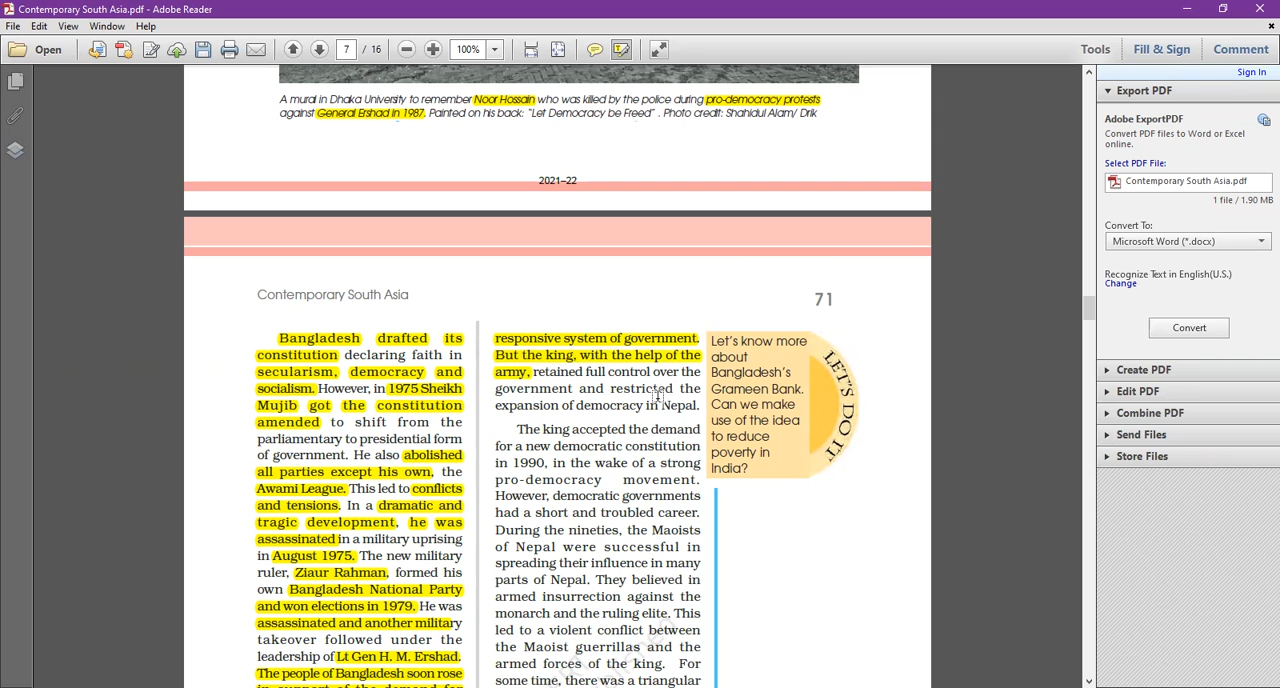 Contemporary South Asia.pdf - Adobe Reader
File Edit View Window Help
Open 7 / 16 100% Tools Fill & Sign Comment
Sign In
Export PDF
Adobe ExportPDF
Convert PDF files to Word or Excel
online.
Select PDF File:
Contemporary South Asia.pdf
1 file / 1.90 MB
Convert To:
Microsoft Word (*.docx)
Recognize Text in English(U.S.)
Change
Convert
Create PDF
Edit PDF
Combine PDF
Send Files
Store Files
A mural in Dhaka University to remember Noor Hossain who was killed by the police during pro-democracy protests
against General Ershad in 1987. Painted on his back: "Let Democracy be Freed" . Photo credit: Shahidul Alam/ Drik
2021–22
Contemporary South Asia 71
Bangladesh drafted its
constitution declaring faith in
secularism, democracy and
socialism. However, in 1975 Sheikh
Mujib got the constitution
amended to shift from the
parliamentary to presidential form
of government. He also abolished
all parties except his own, the
Awami League. This led to conflicts
and tensions. In a dramatic and
tragic development, he was
assassinated in a military uprising
in August 1975. The new military
ruler, Ziaur Rahman, formed his
own Bangladesh National Party
and won elections in 1979. He was
assassinated and another military
takeover followed under the
leadership of Lt Gen H. M. Ershad.
The people of Bangladesh soon rose
in support of the demand for
responsive system of government.
But the king, with the help of the
army, retained full control over the
government and restricted the
expansion of democracy in Nepal.
The king accepted the demand
for a new democratic constitution
in 1990, in the wake of a strong
pro-democracy movement.
However, democratic governments
had a short and troubled career.
During the nineties, the Maoists
of Nepal were successful in
spreading their influence in many
parts of Nepal. They believed in
armed insurrection against the
monarch and the ruling elite. This
led to a violent conflict between
the Maoist guerrillas and the
armed forces of the king. For
some time, there was a triangular
Let's know more
about
Bangladesh's
Grameen Bank.
Can we make
use of the idea
to reduce
poverty in
India?
LET'S DO IT